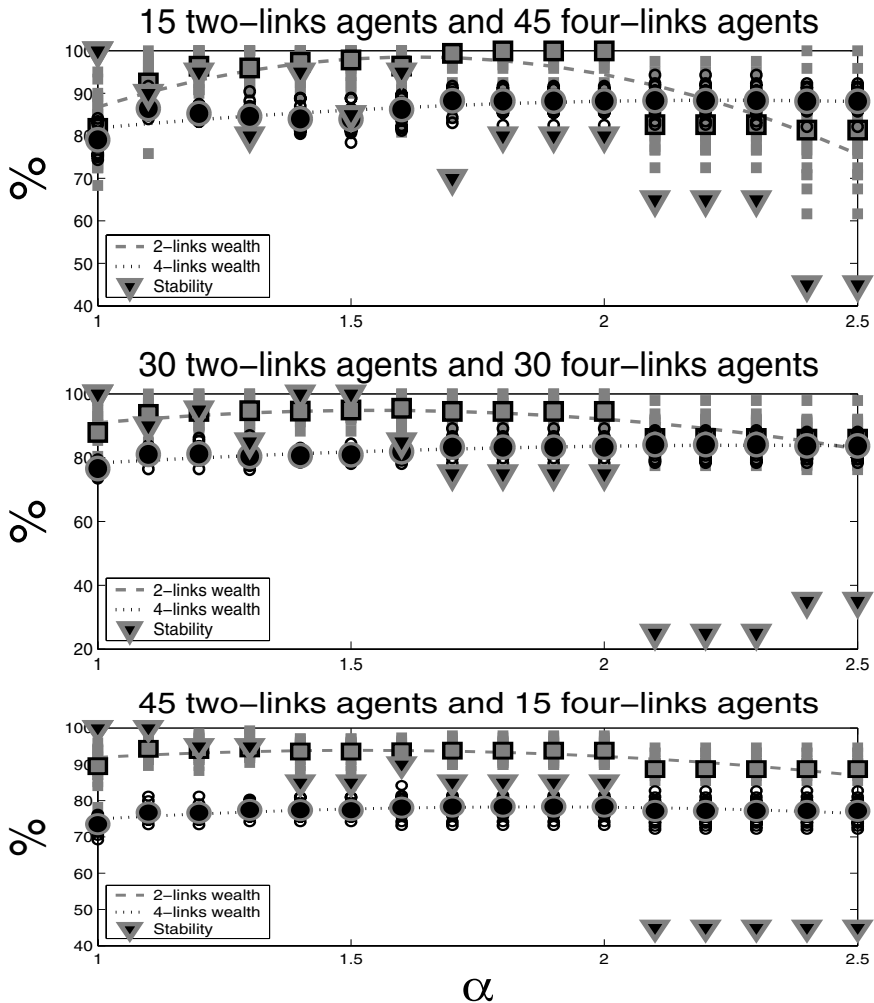 15 two-links agents and 45 four-links agents
100
90
80
70
60
50
40
%
2-links wealth
4-links wealth
Stability
1
1.5
2
2.5
30 two-links agents and 30 four-links agents
100
80
60
40
20
%
2-links wealth
4-links wealth
Stability
1
1.5
2
2.5
45 two-links agents and 15 four-links agents
100
90
80
70
60
50
40
%
2-links wealth
4-links wealth
Stability
1
1.5
2
2.5
α